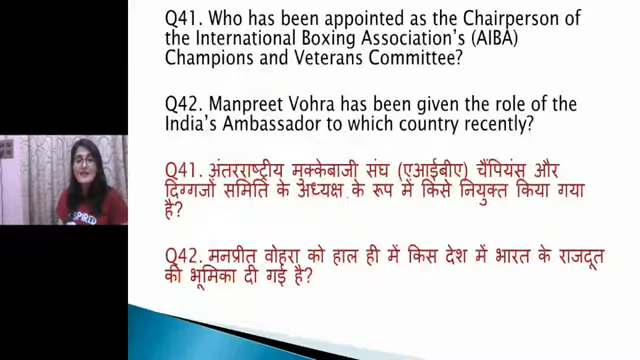 Q41. Who has been appointed as the Chairperson of
the International Boxing Association's (AIBA)
Champions and Veterans Committee?
Q42. Manpreet Vohra has been given the role of the
India's Ambassador to which country recently?
Q41. अंतरराष्ट्रीय मुक्केबाजी संघ (एआईबीए) चैंपियंस और
दिग्गजों समिति के अध्यक्ष के रूप में किसे नियुक्त किया गया
है?
Q42. मनप्रीत वोहरा को हाल ही में किस देश में भारत के राजदूत
की भूमिका दी गई है?